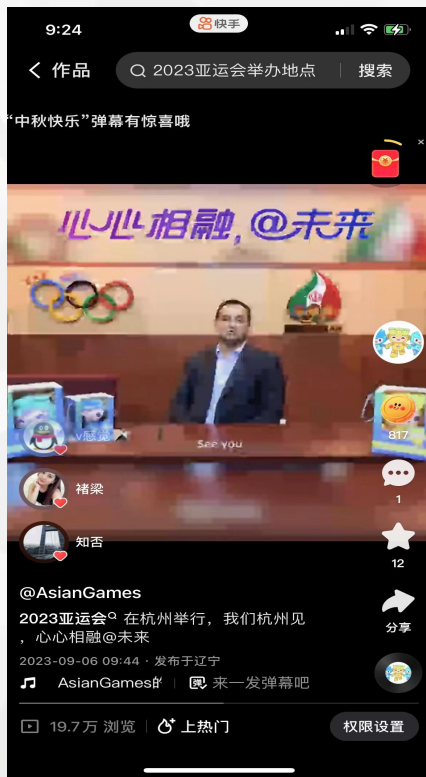 9:24
快手
作品
2023亚运会举办地点
搜索
“中秋快乐”弹幕有惊喜哦
心心相融,@未来
See you
817
1
褚梁
12
知否
分享
@AsianGames
2023亚运会 在杭州举行，我们杭州见
，心心相融@未来
2023-09-06 09:44 · 发布于辽宁
AsianGames的
弹
来一发弹幕吧
19.7万 浏览
上热门
权限设置